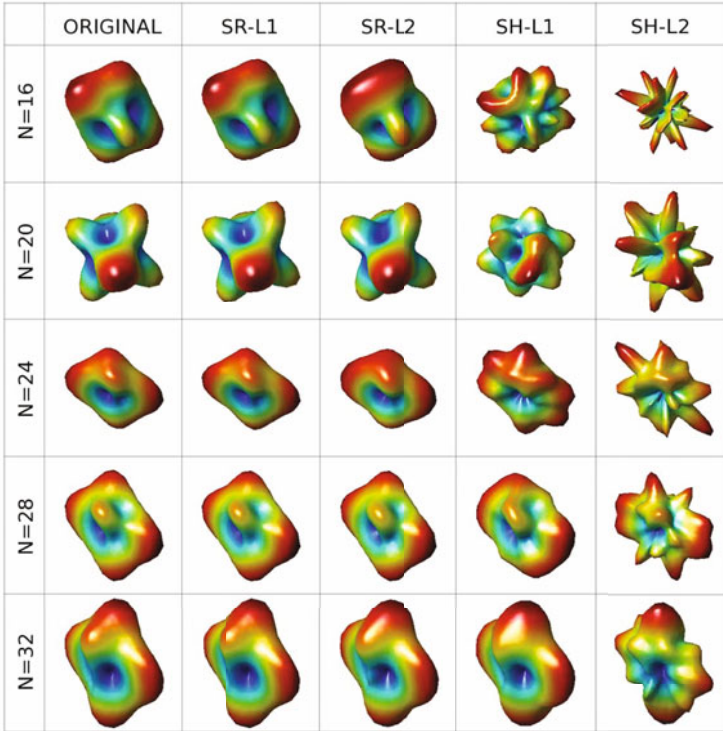 ORIGINAL SR-L1 SR-L2 SH-L1 SH-L2
N=16
N=20
N=24
N=28
N=32